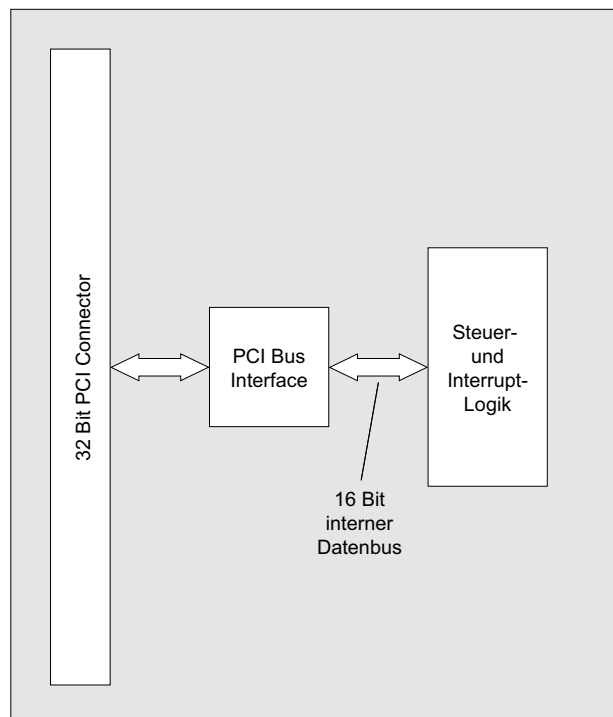 32 Bit PCI Connector
PCI Bus
Interface
Steuer-
und
Interrupt-
Logik
16 Bit
interner
Datenbus